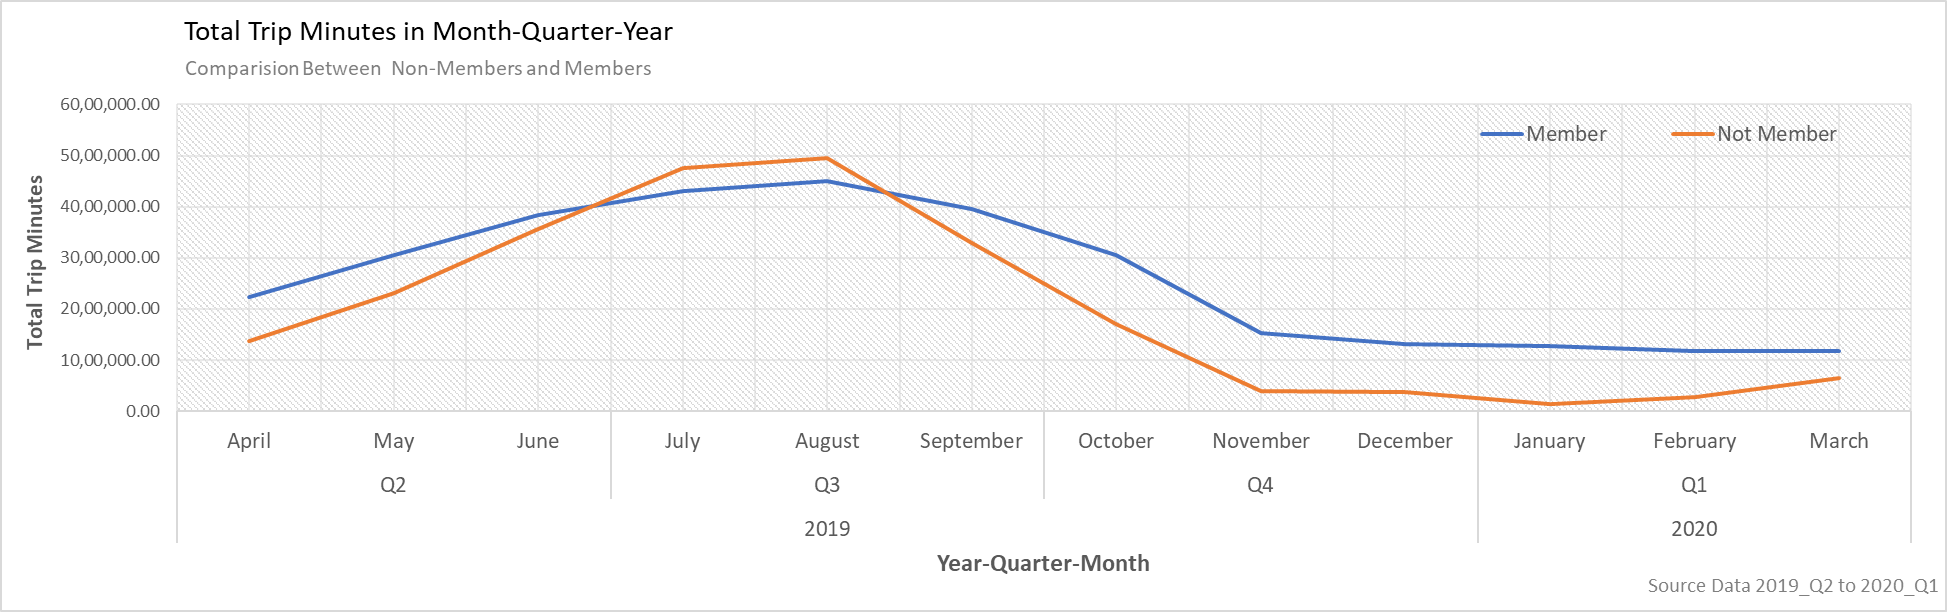 Total Trip Minutes in Month-Quarter-Year
Comparision Between Non-Members and Members
Member Not Member
Total Trip Minutes
60,00,000.00
50,00,000.00
40,00,000.00
30,00,000.00
20,00,000.00
10,00,000.00
0.00
April May June July August September October November December January February March
Q2 Q3 Q4 Q1
2019 2020
Year-Quarter-Month
Source Data 2019_Q2 to 2020_Q1